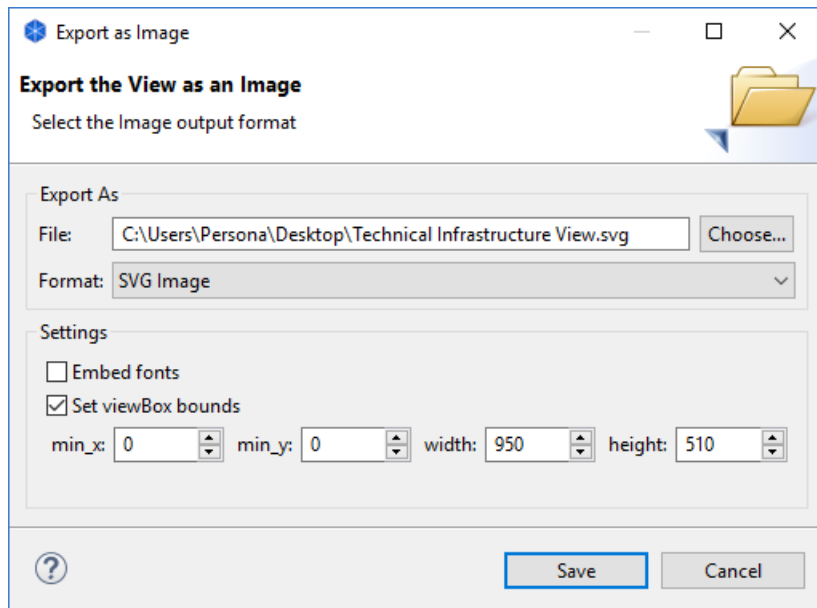 Export as Image
Export the View as an Image
Select the Image output format
Export As
File: C:\Users\Persona\Desktop\Technical Infrastructure View.svg Choose...
Format: SVG Image
Settings
Embed fonts
Set viewBox bounds
min_x: 0 min_y: 0 width: 950 height: 510
? Save Cancel